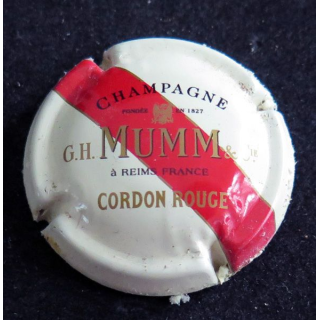 CHAMPAGNE
FONDÉE EN 1827
G.H. MUMM & Cie
à REIMS FRANCE
CORDON ROUGE